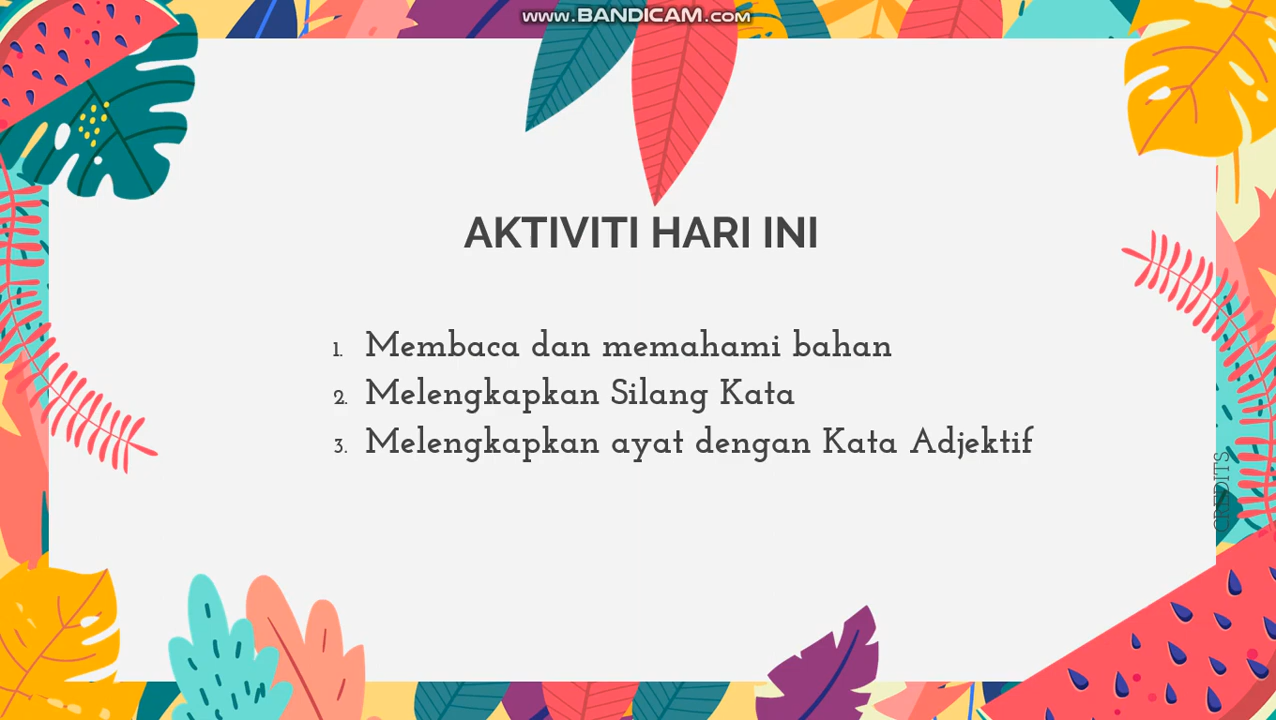 www.BANDICAM.com
AKTIVITI HARI INI
1. Membaca dan memahami bahan
2. Melengkapkan Silang Kata
3. Melengkapkan ayat dengan Kata Adjektif
CREDITS